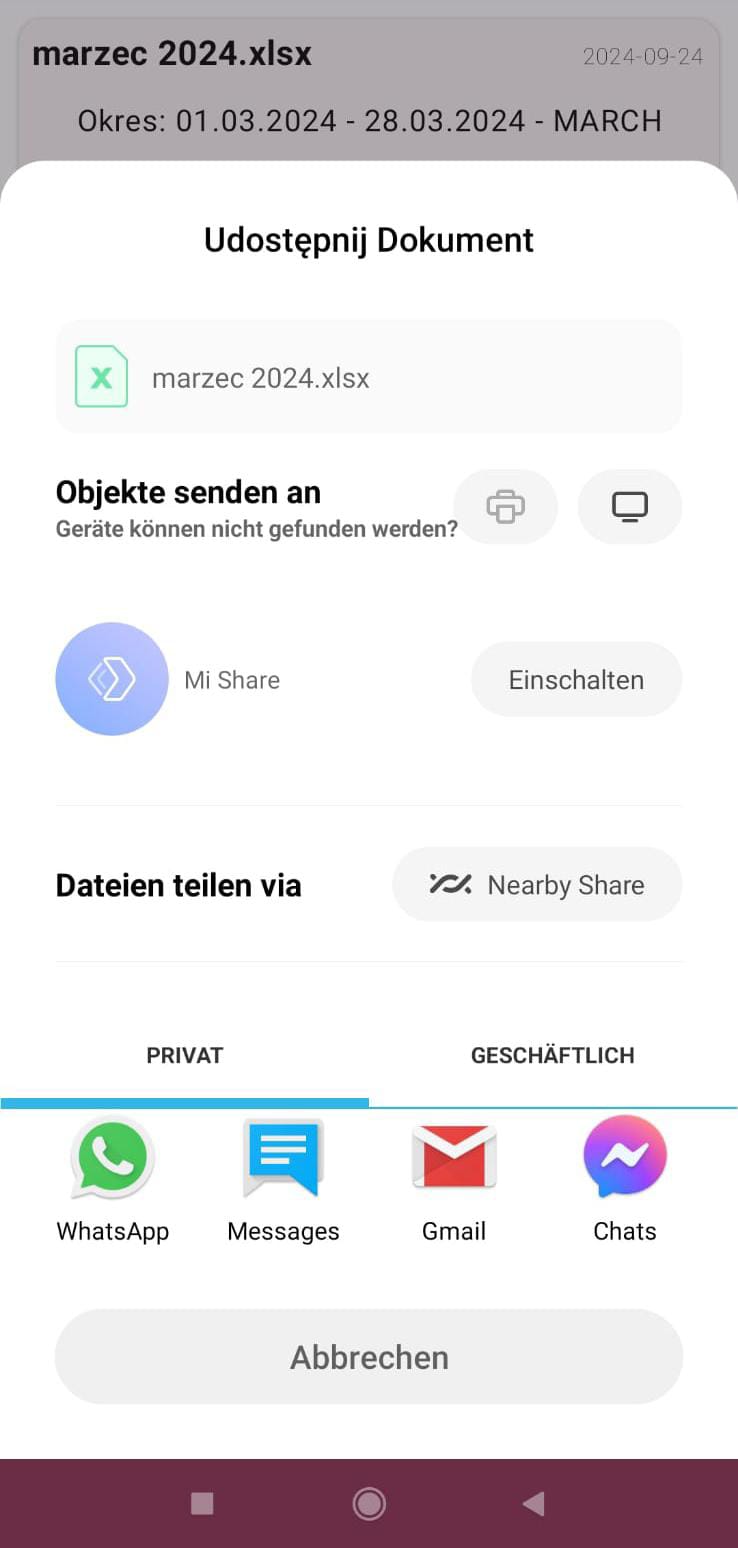 marzec 2024.xlsx
2024-09-24
Okres: 01.03.2024 - 28.03.2024 - MARCH
Udostępnij Dokument
X
marzec 2024.xlsx
Objekte senden an
Geräte können nicht gefunden werden?
Mi Share
Einschalten
Dateien teilen via
Nearby Share
PRIVAT
GESCHÄFTLICH
WhatsApp
Messages
Gmail
Chats
Abbrechen